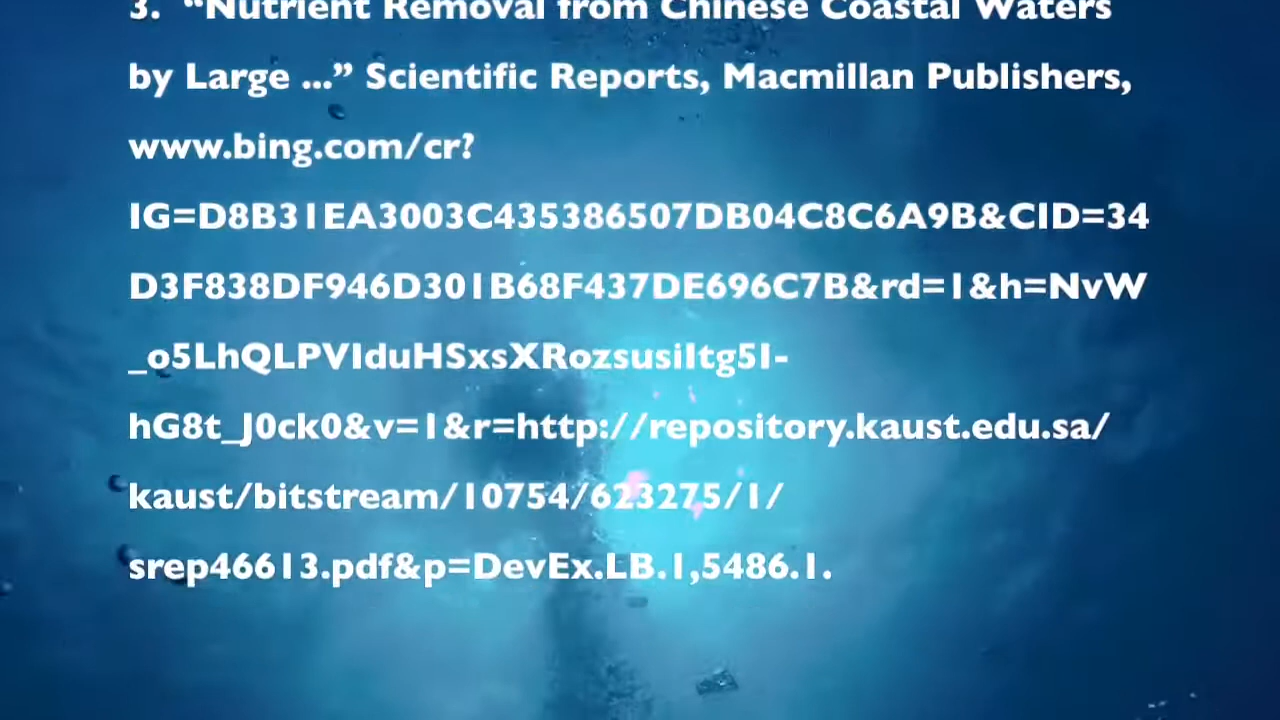 3. “Nutrient Removal from Chinese Coastal Waters
by Large ...” Scientific Reports, Macmillan Publishers,
www.bing.com/cr?
IG=D8B31EA3003C435386507DB04C8C6A9B&CID=34
D3F838DF946D301B68F437DE696C7B&rd=1&h=NvW
_o5LhQLPVIduHSxsXRozsusiItg5I-
hG8t_J0ck0&v=1&r=http://repository.kaust.edu.sa/
kaust/bitstream/10754/623275/1/
srep46613.pdf&p=DevEx.LB.1,5486.1.